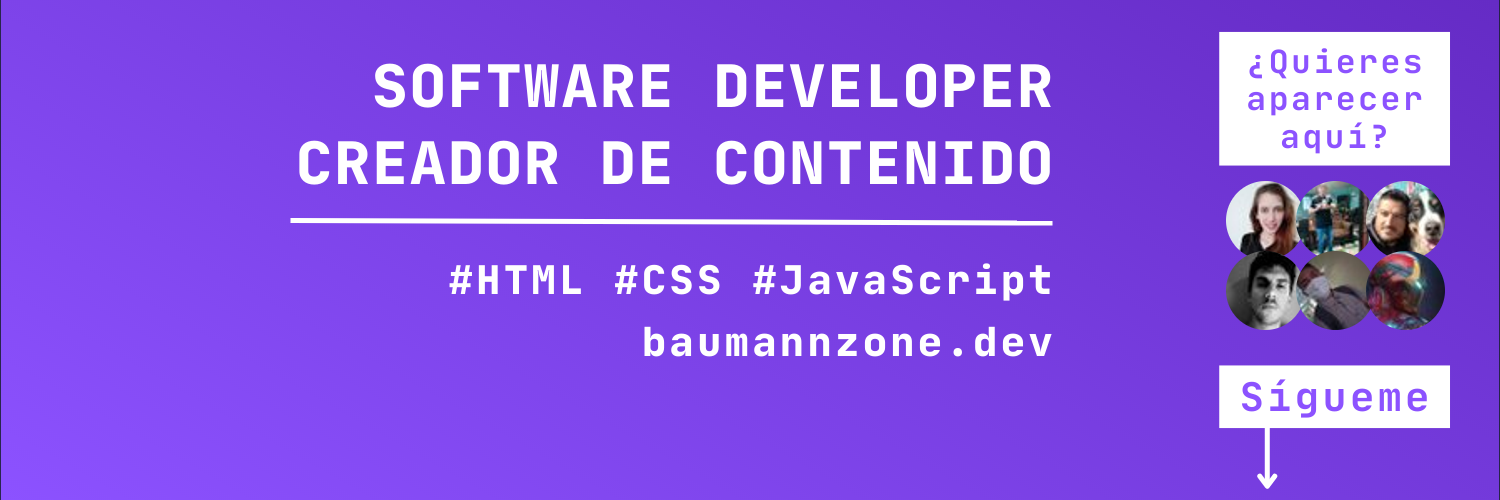 SOFTWARE DEVELOPER
CREADOR DE CONTENIDO
#HTML #CSS #JavaScript
baumannzone.dev
¿Quieres
aparecer
aquí?
Sígueme